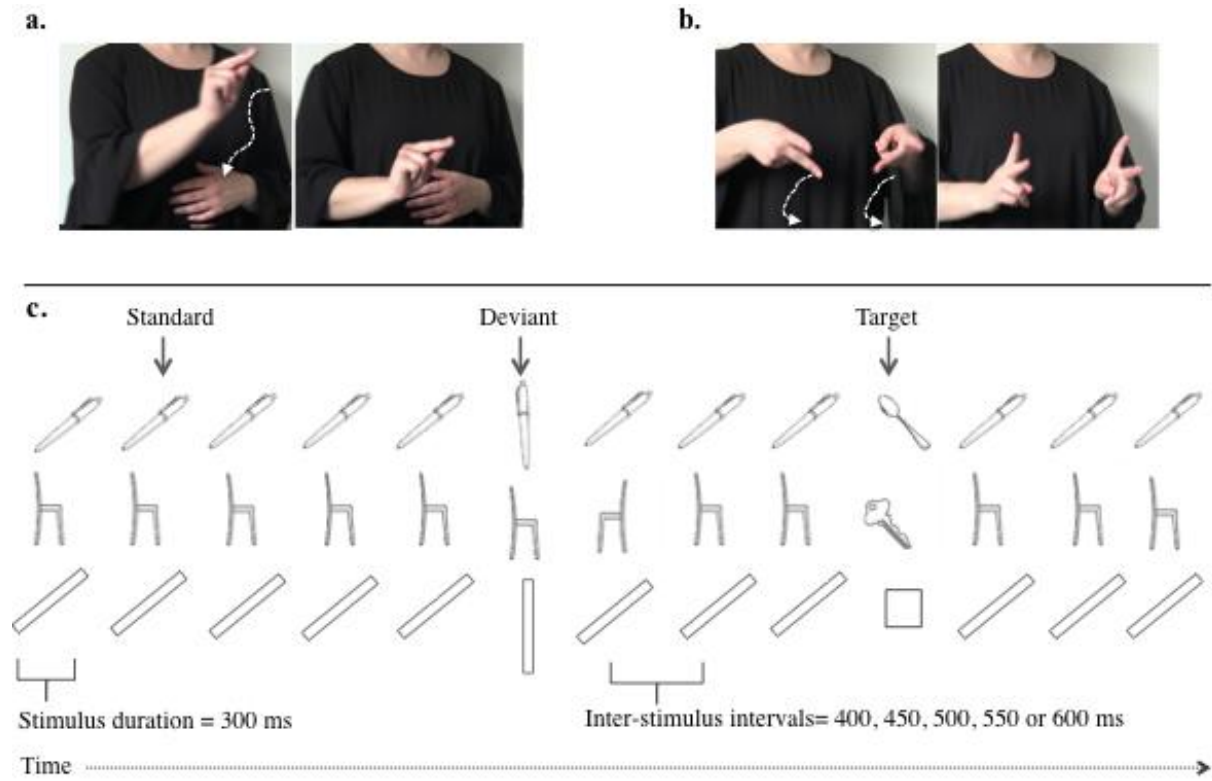 a.
b.
c.
Standard
Deviant
Target
Stimulus duration = 300 ms
Inter-stimulus intervals= 400, 450, 500, 550 or 600 ms
Time